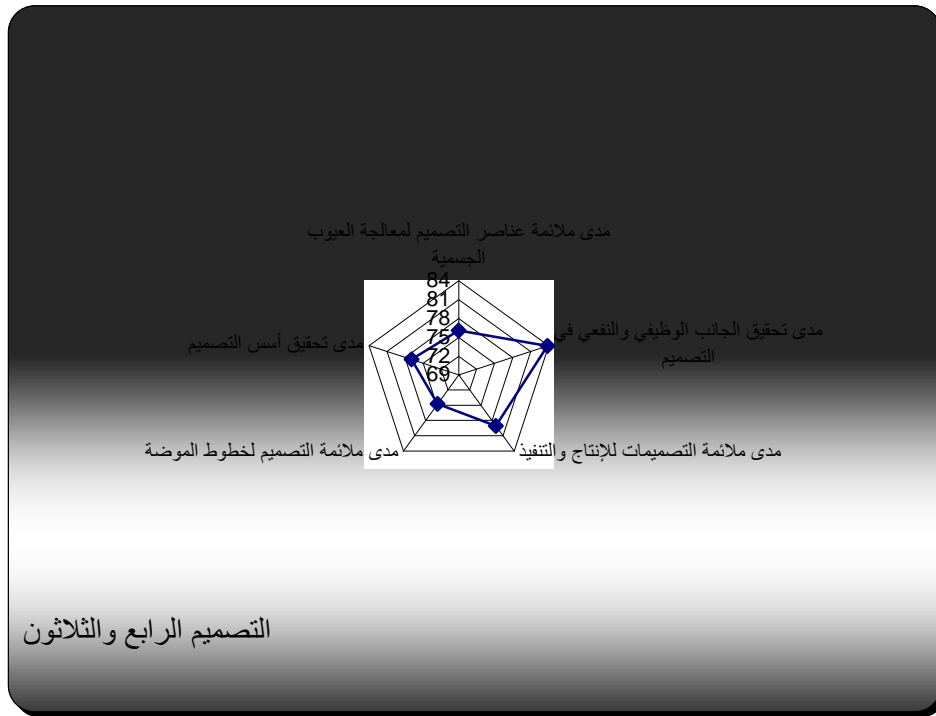 مدى ملائمة عناصر التصميم لمعالجة العيوب
الجسمية
84
81
78
75
72
69
مدى تحقيق الجانب الوظيفي والنفعي في
التصميم
مدى تحقيق أسس التصميم
مدى ملائمة التصميمات للإنتاج والتنفيذ
مدى ملائمة التصميم لخطوط الموضة
التصميم الرابع والثلاثون